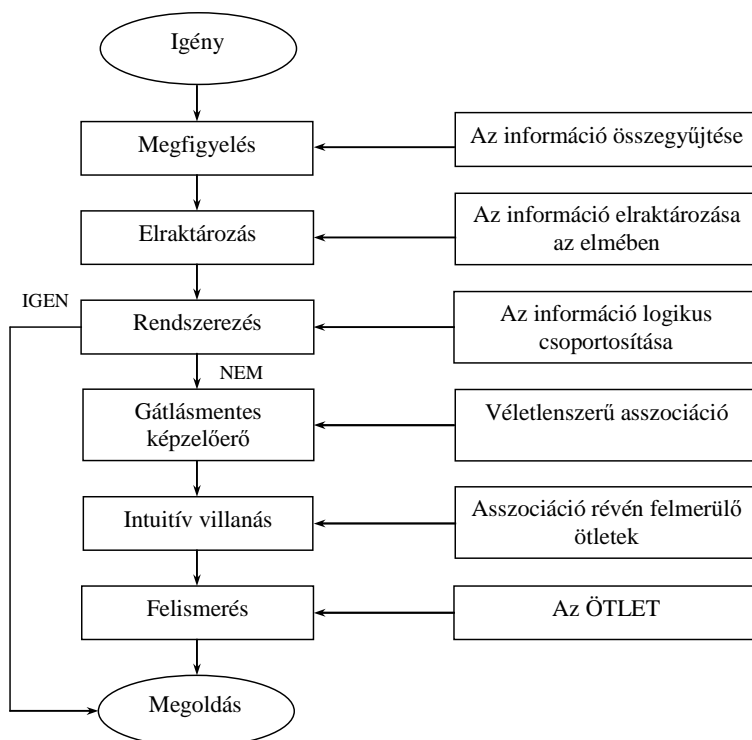 Igény
Megfigyelés
Az információ összegyűjtése
Elraktározás
Az információ elraktározása
az elmében
IGEN
Rendszerezés
Az információ logikus
csoportosítása
NEM
Gátlásmentes
képzelőerő
Véletlenszerű asszociáció
Intuitív villanás
Asszociáció révén felmerülő
ötletek
Felismerés
Az ÖTLET
Megoldás